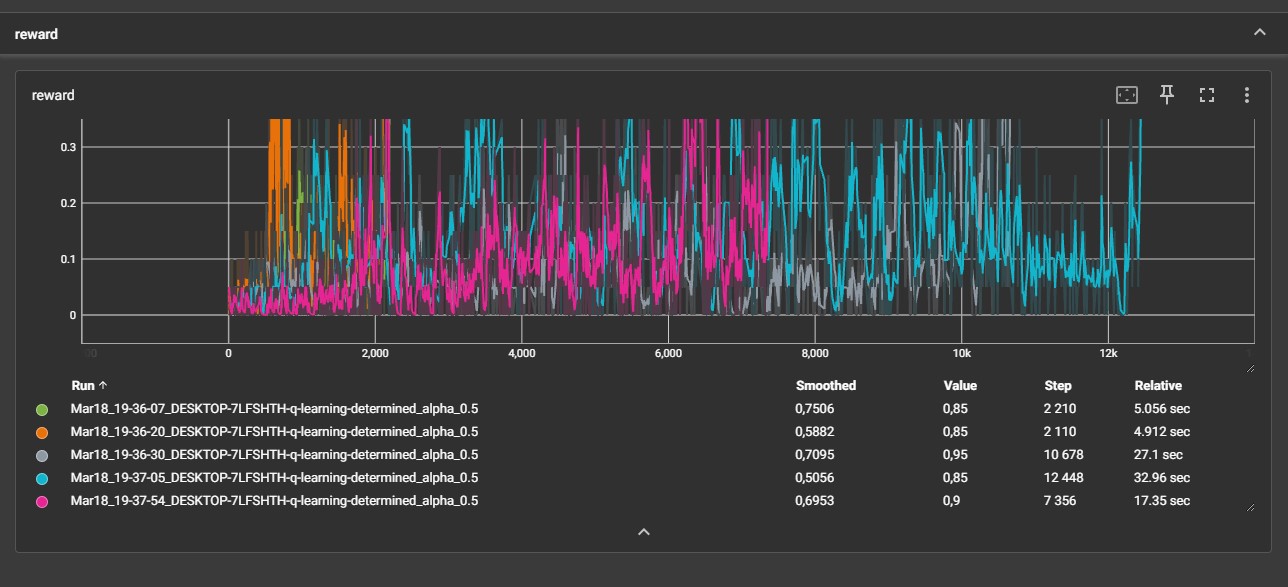 reward
reward
0.3
0.2
0.1
0
0 2,000 4,000 6,000 8,000 10k 12k
Run ↑ Smoothed Value Step Relative
Mar18_19-36-07_DESKTOP-7LFSHTH-q-learning-determined_alpha_0.5 0,7506 0,85 2 210 5.056 sec
Mar18_19-36-20_DESKTOP-7LFSHTH-q-learning-determined_alpha_0.5 0,5882 0,85 2 110 4.912 sec
Mar18_19-36-30_DESKTOP-7LFSHTH-q-learning-determined_alpha_0.5 0,7095 0,95 10 678 27.1 sec
Mar18_19-37-05_DESKTOP-7LFSHTH-q-learning-determined_alpha_0.5 0,5056 0,85 12 448 32.96 sec
Mar18_19-37-54_DESKTOP-7LFSHTH-q-learning-determined_alpha_0.5 0,6953 0,9 7 356 17.35 sec